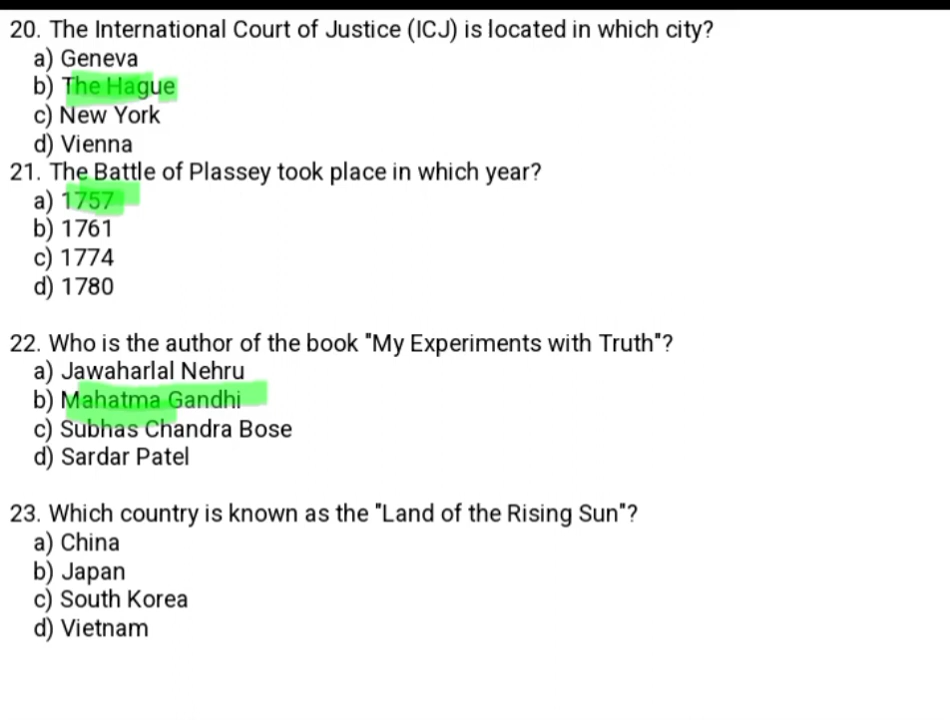 20. The International Court of Justice (ICJ) is located in which city?
a) Geneva
b) The Hague
c) New York
d) Vienna
21. The Battle of Plassey took place in which year?
a) 1757
b) 1761
c) 1774
d) 1780
22. Who is the author of the book "My Experiments with Truth"?
a) Jawaharlal Nehru
b) Mahatma Gandhi
c) Subhas Chandra Bose
d) Sardar Patel
23. Which country is known as the "Land of the Rising Sun"?
a) China
b) Japan
c) South Korea
d) Vietnam